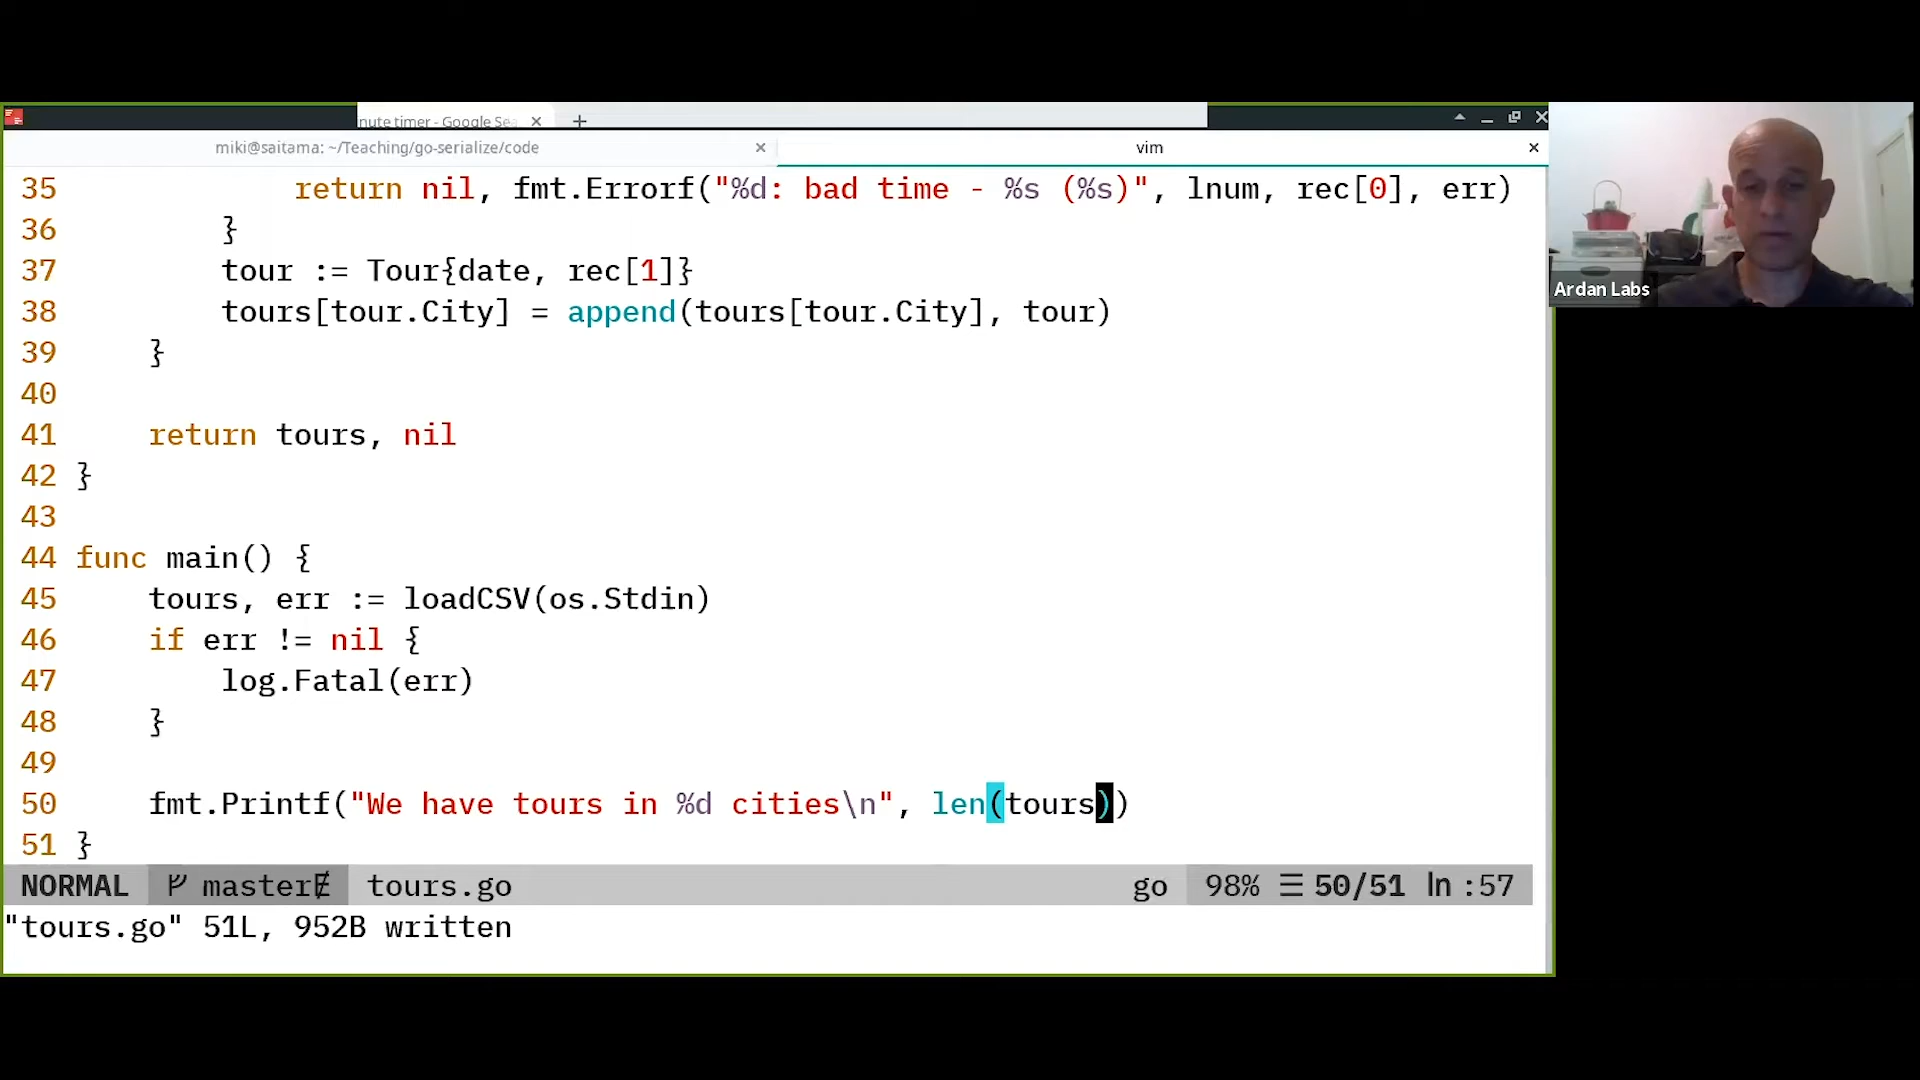 nute timer - Google Sea
miki@saitama: ~/Teaching/go-serialize/code
vim
35 return nil, fmt.Errorf("%d: bad time - %s (%s)", lnum, rec[0], err)
36 }
37 tour := Tour{date, rec[1]}
38 tours[tour.City] = append(tours[tour.City], tour)
39 }
40
41 return tours, nil
42 }
43
44 func main() {
45 tours, err := loadCSV(os.Stdin)
46 if err != nil {
47 log.Fatal(err)
48 }
49
50 fmt.Printf("We have tours in %d cities\n", len(tours))
51 }
NORMAL master tours.go go 98% ☰ 50/51 ln :57
"tours.go" 51L, 952B written
Ardan Labs